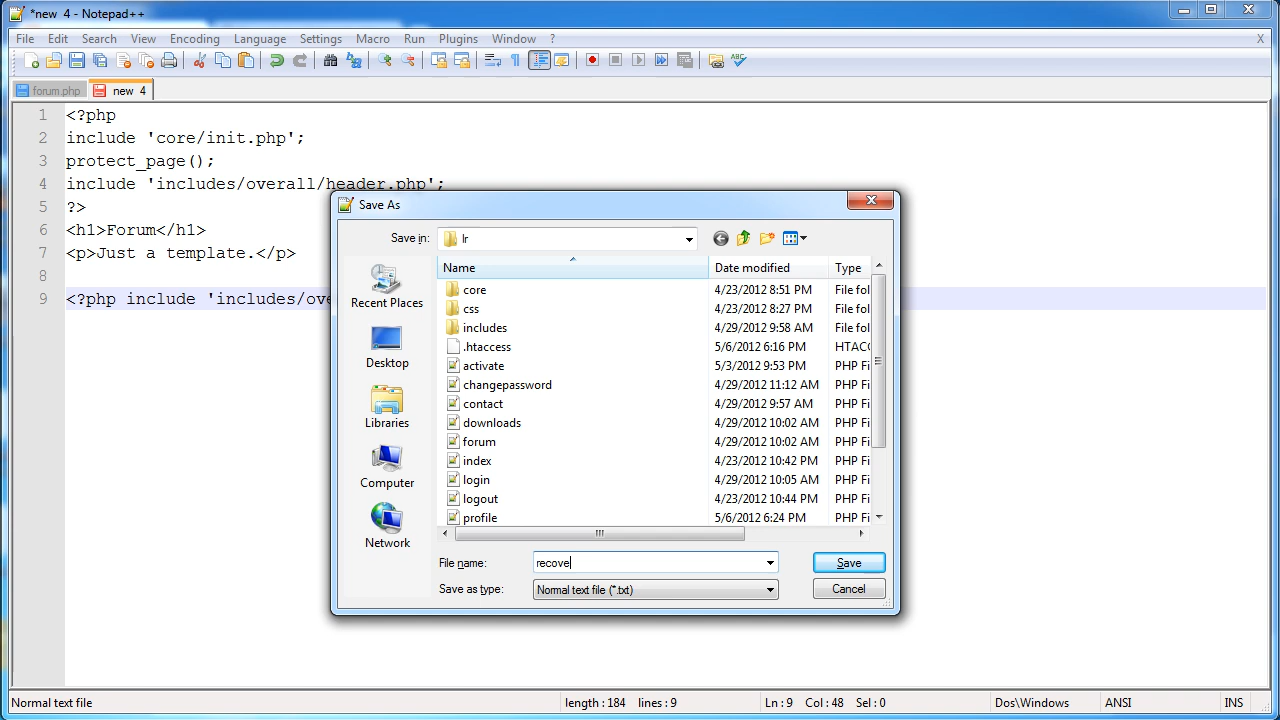 *new 4 - Notepad++
File Edit Search View Encoding Language Settings Macro Run Plugins Window ? X
forum.php new 4
1 <?php
2 include 'core/init.php';
3 protect_page();
4 include 'includes/overall/header.php';
5 ?>
6 <h1>Forum</h1>
7 <p>Just a template.</p>
8
9 <?php include 'includes/ove
Save As
Save in: lr
Name Date modified Type
core 4/23/2012 8:51 PM File fol
css 4/23/2012 8:27 PM File fol
includes 4/29/2012 9:58 AM File fol
.htaccess 5/6/2012 6:16 PM HTACC
activate 5/3/2012 9:53 PM PHP Fi
changepassword 4/29/2012 11:12 AM PHP Fi
contact 4/29/2012 9:57 AM PHP Fi
downloads 4/29/2012 10:02 AM PHP Fi
forum 4/29/2012 10:02 AM PHP Fi
index 4/23/2012 10:42 PM PHP Fi
login 4/29/2012 10:05 AM PHP Fi
logout 4/23/2012 10:44 PM PHP Fi
profile 5/6/2012 6:24 PM PHP Fi
Recent Places
Desktop
Libraries
Computer
Network
File name: recove Save
Save as type: Normal text file (*.txt) Cancel
Normal text file length : 184 lines : 9 Ln : 9 Col : 48 Sel : 0 Dos\Windows ANSI INS